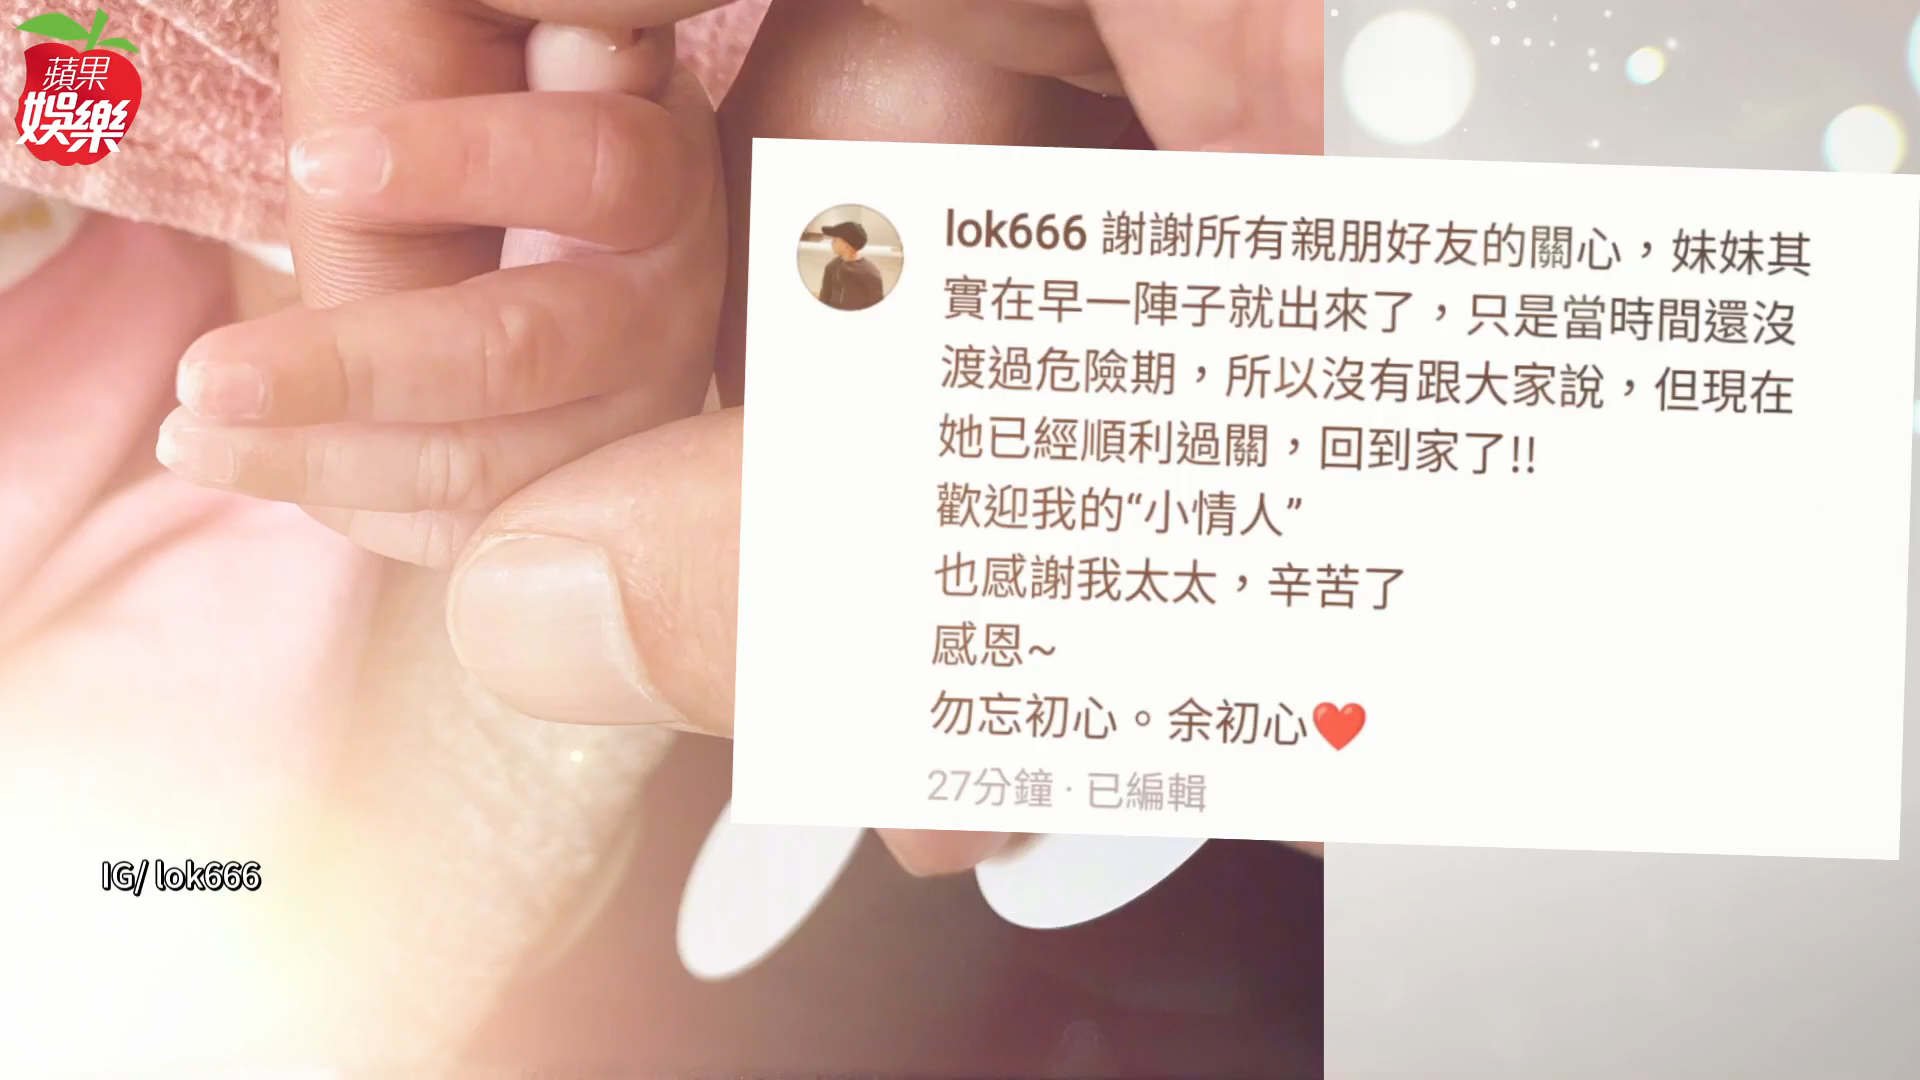 蘋果
娛樂
lok666 謝謝所有親朋好友的關心，妹妹其
實在早一陣子就出來了，只是當時間還沒
渡過危險期，所以沒有跟大家說，但現在
她已經順利過關，回到家了!!
歡迎我的“小情人”
也感謝我太太，辛苦了
感恩~
勿忘初心。余初心❤️
27分鐘 · 已編輯
IG/ lok666